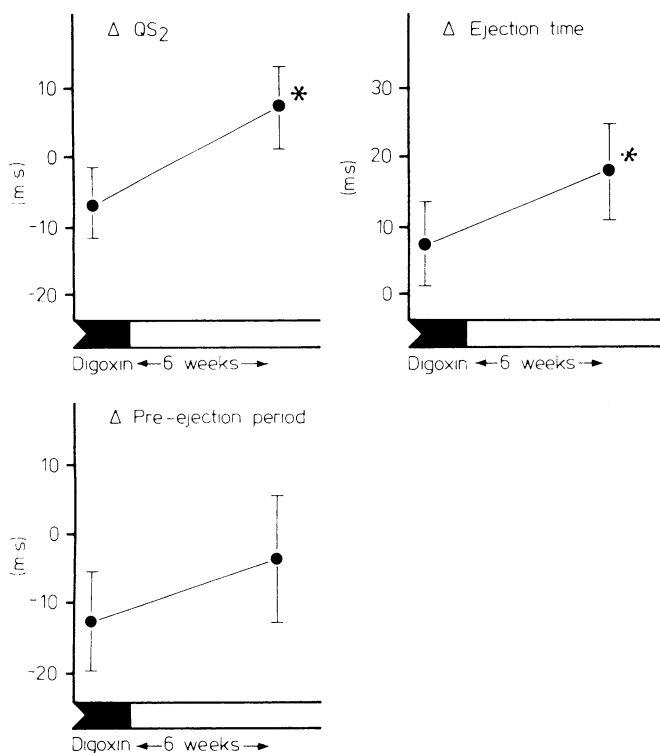 Δ QS₂
10
0
-10
-20
(ms)
Digoxin ←6 weeks→
Δ Ejection time
30
20
10
0
(ms)
*
*
Digoxin ←6 weeks→
Δ Pre-ejection period
10
0
-10
-20
(ms)
Digoxin ←6 weeks→